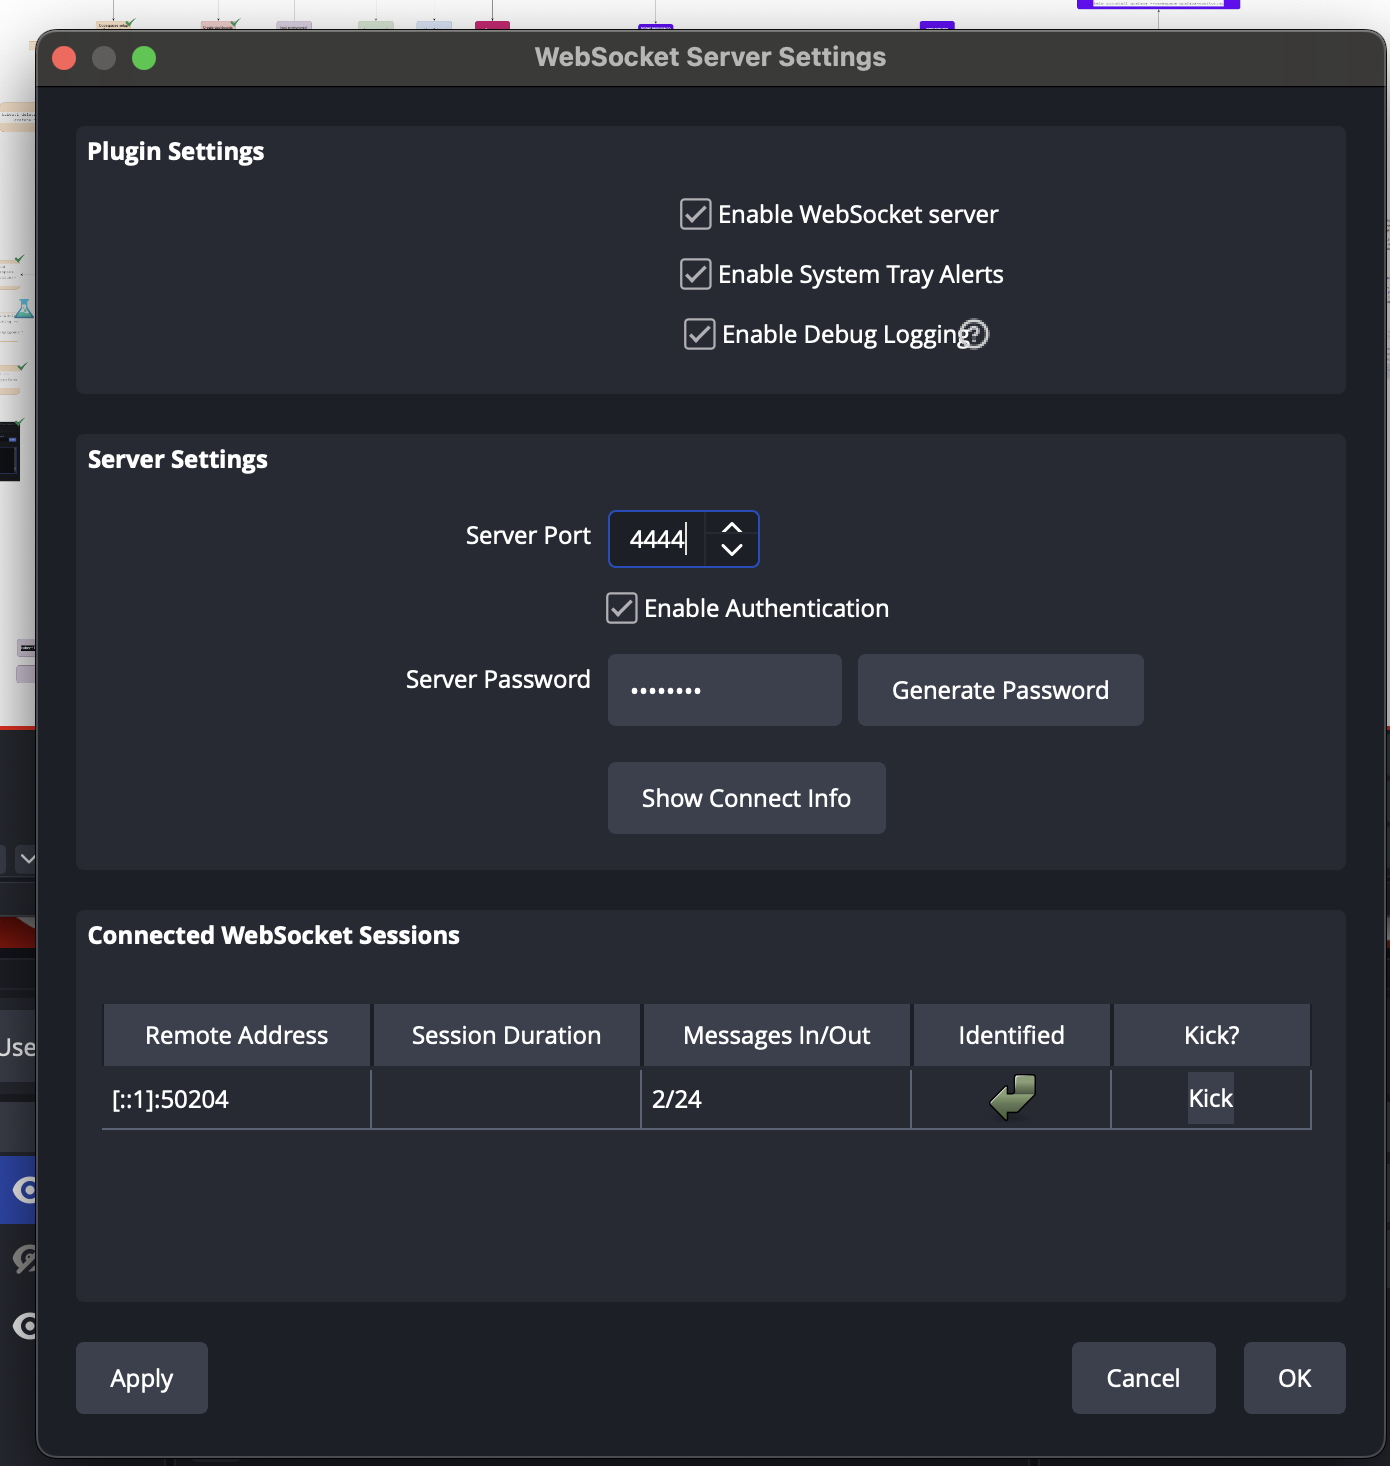 WebSocket Server Settings
Plugin Settings
Enable WebSocket server
Enable System Tray Alerts
Enable Debug Logging
Server Settings
Server Port 4444
Enable Authentication
Server Password •••••••• Generate Password
Show Connect Info
Connected WebSocket Sessions
Remote Address Session Duration Messages In/Out Identified Kick?
[::1]:50204 2/24 Kick
Use
Apply Cancel OK